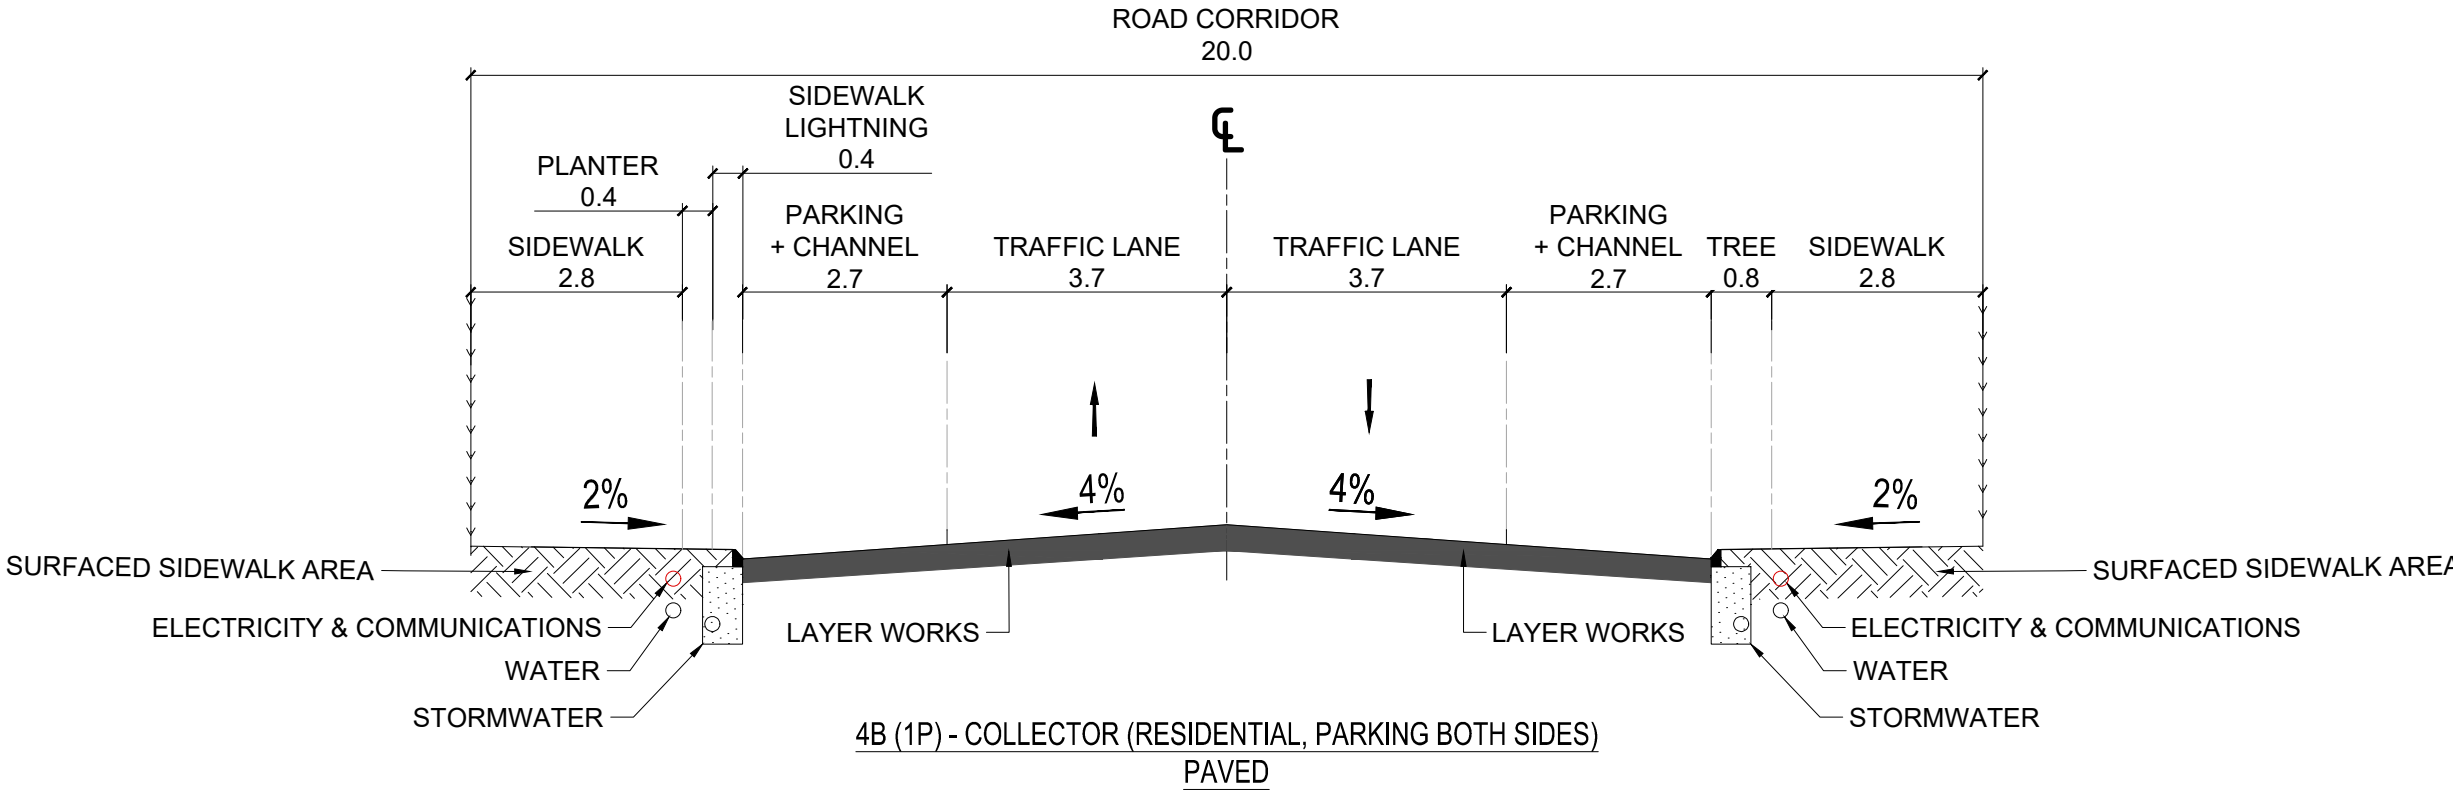 ROAD CORRIDOR
20.0
SIDEWALK
LIGHTNING
0.4
PLANTER
0.4
SIDEWALK
2.8
PARKING
+ CHANNEL
2.7
TRAFFIC LANE
3.7
TRAFFIC LANE
3.7
PARKING
+ CHANNEL
2.7
TREE
0.8
SIDEWALK
2.8
2%
4%
4%
2%
SURFACED SIDEWALK AREA
SURFACED SIDEWALK AREA
ELECTRICITY & COMMUNICATIONS
LAYER WORKS
LAYER WORKS
ELECTRICITY & COMMUNICATIONS
WATER
WATER
STORMWATER
STORMWATER
4B (1P) - COLLECTOR (RESIDENTIAL, PARKING BOTH SIDES)
PAVED